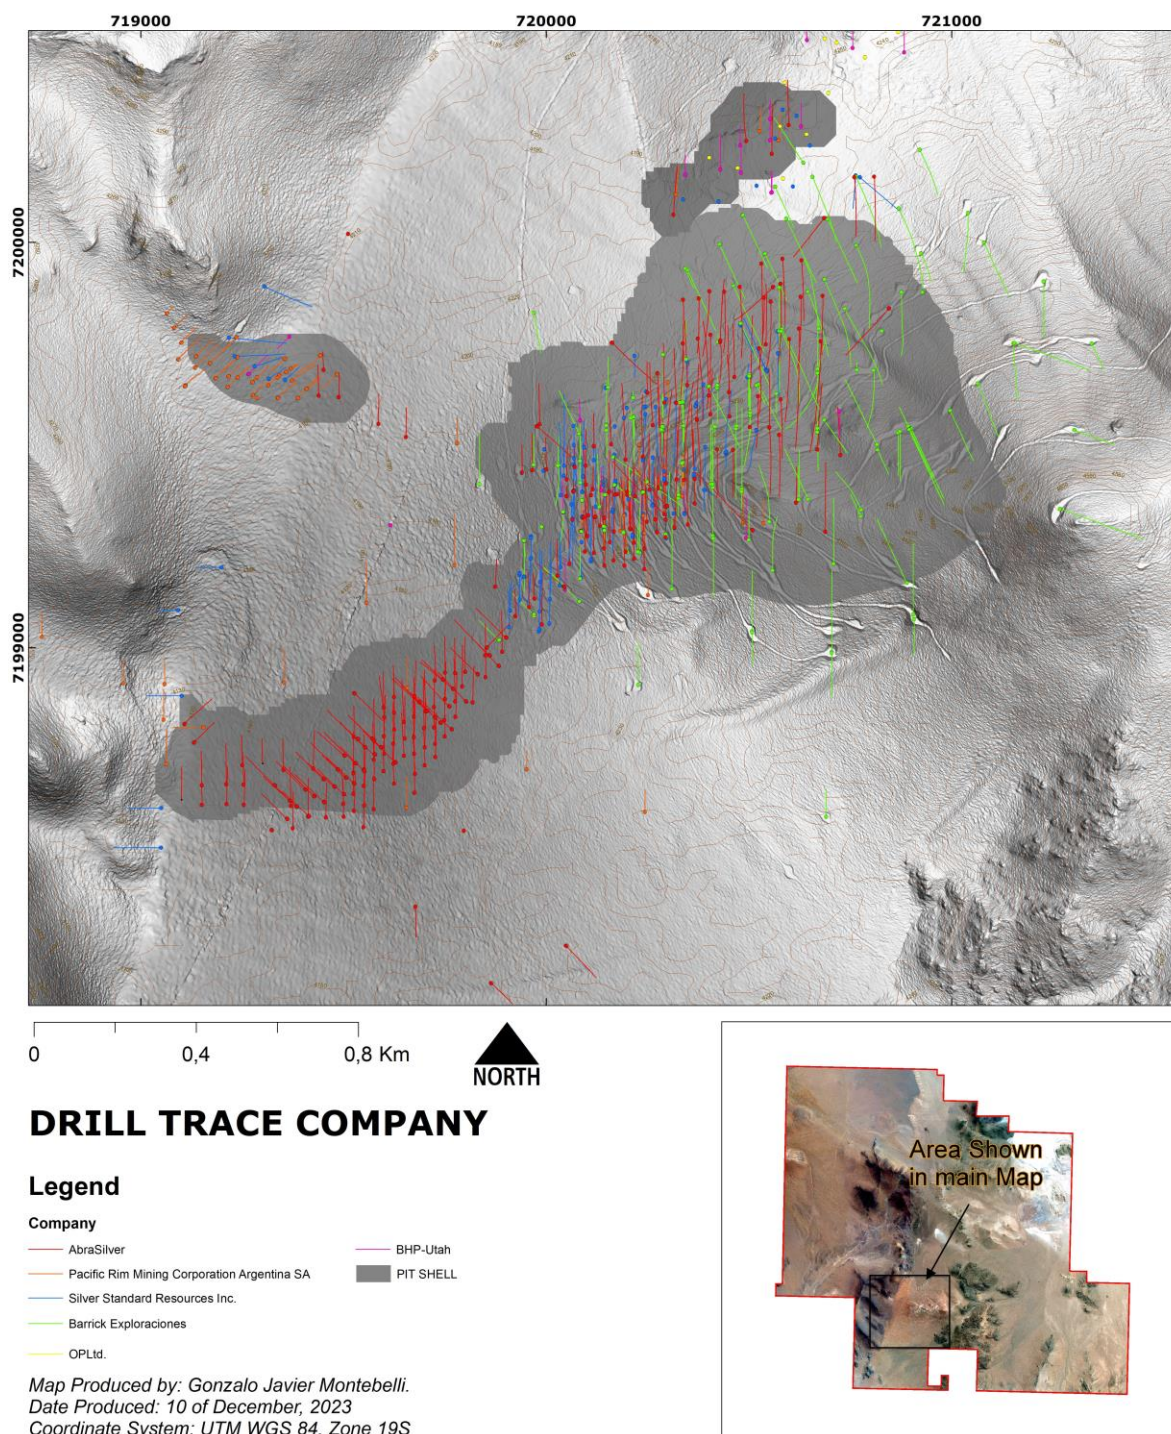 719000
720000
721000
7200000
7199000
0
0,4
0,8 Km
NORTH
DRILL TRACE COMPANY
Legend
Company
AbraSilver
Pacific Rim Mining Corporation Argentina SA
Silver Standard Resources Inc.
Barrick Exploraciones
OPLtd.
BHP-Utah
PIT SHELL
Map Produced by: Gonzalo Javier Montebelli.
Date Produced: 10 of December, 2023
Coordinate System: UTM WGS 84, Zone 19S
Area Shown
in main Map